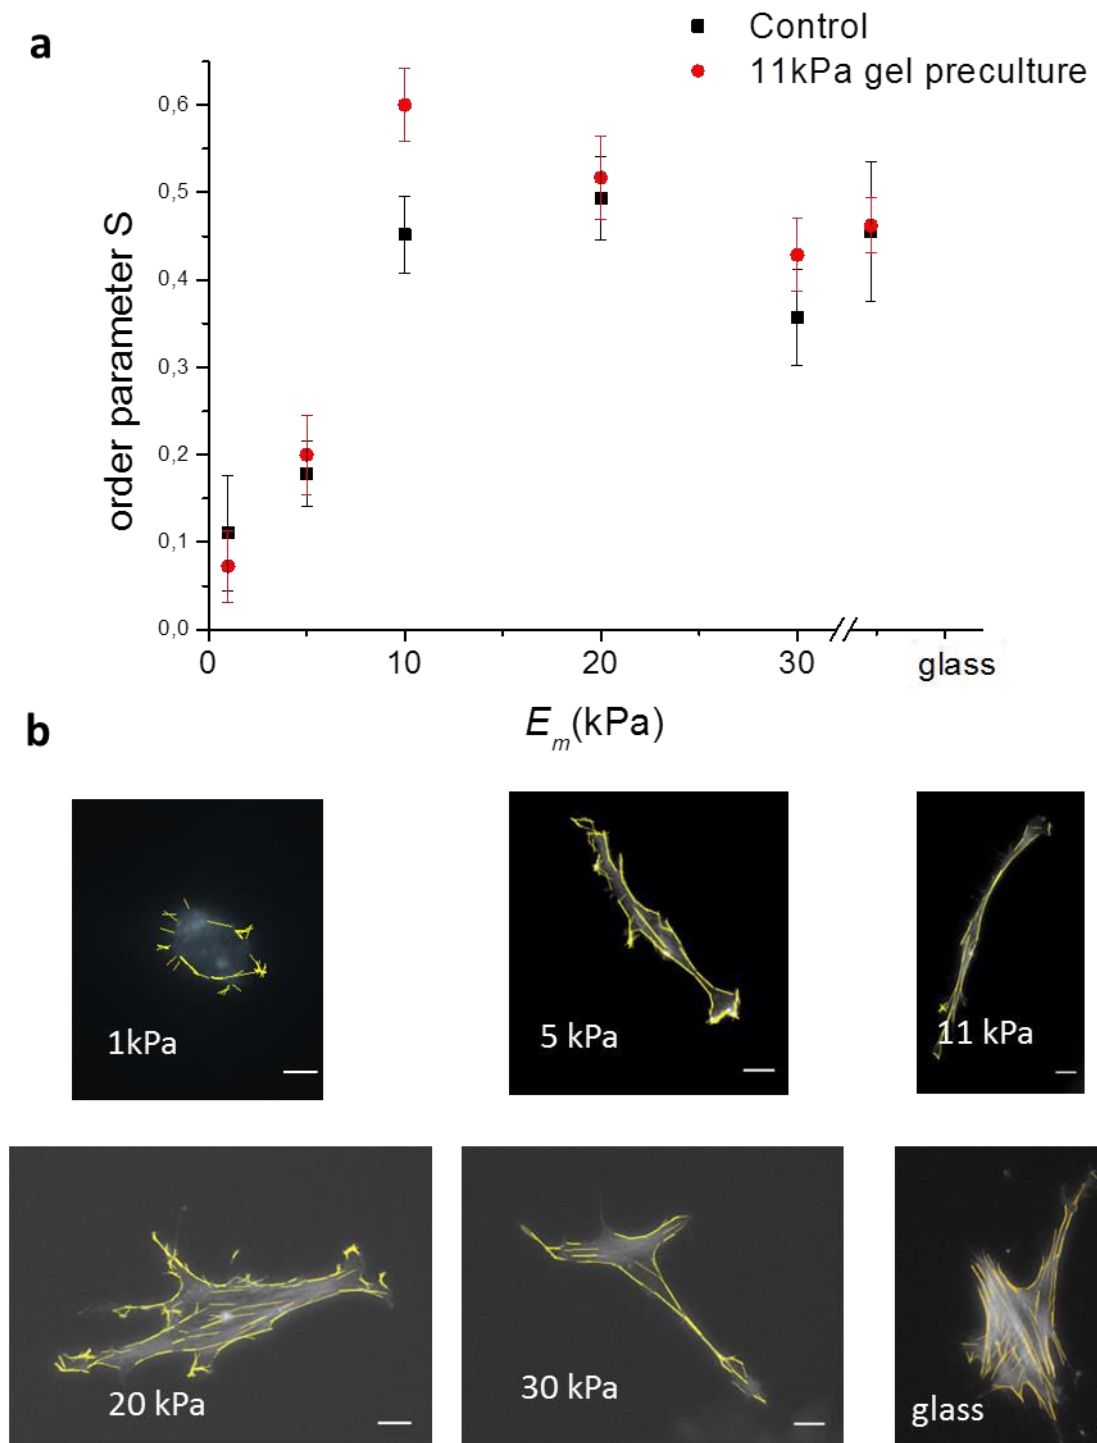 a
Control
11kPa gel preculture
order parameter S
0,6
0,5
0,4
0,3
0,2
0,1
0,0
0 10 20 30 glass
E_m(kPa)
b
1kPa
5 kPa
11 kPa
20 kPa
30 kPa
glass